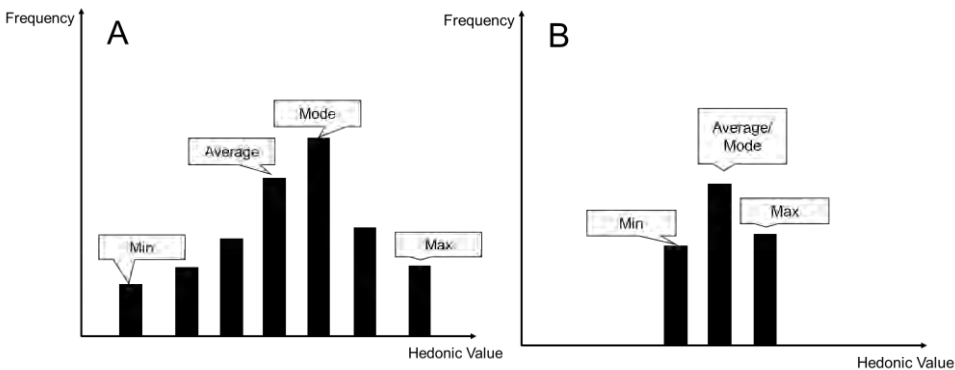 Frequency
A
Mode
Average
Min
Max
Hedonic Value
Frequency
B
Average/
Mode
Min
Max
Hedonic Value